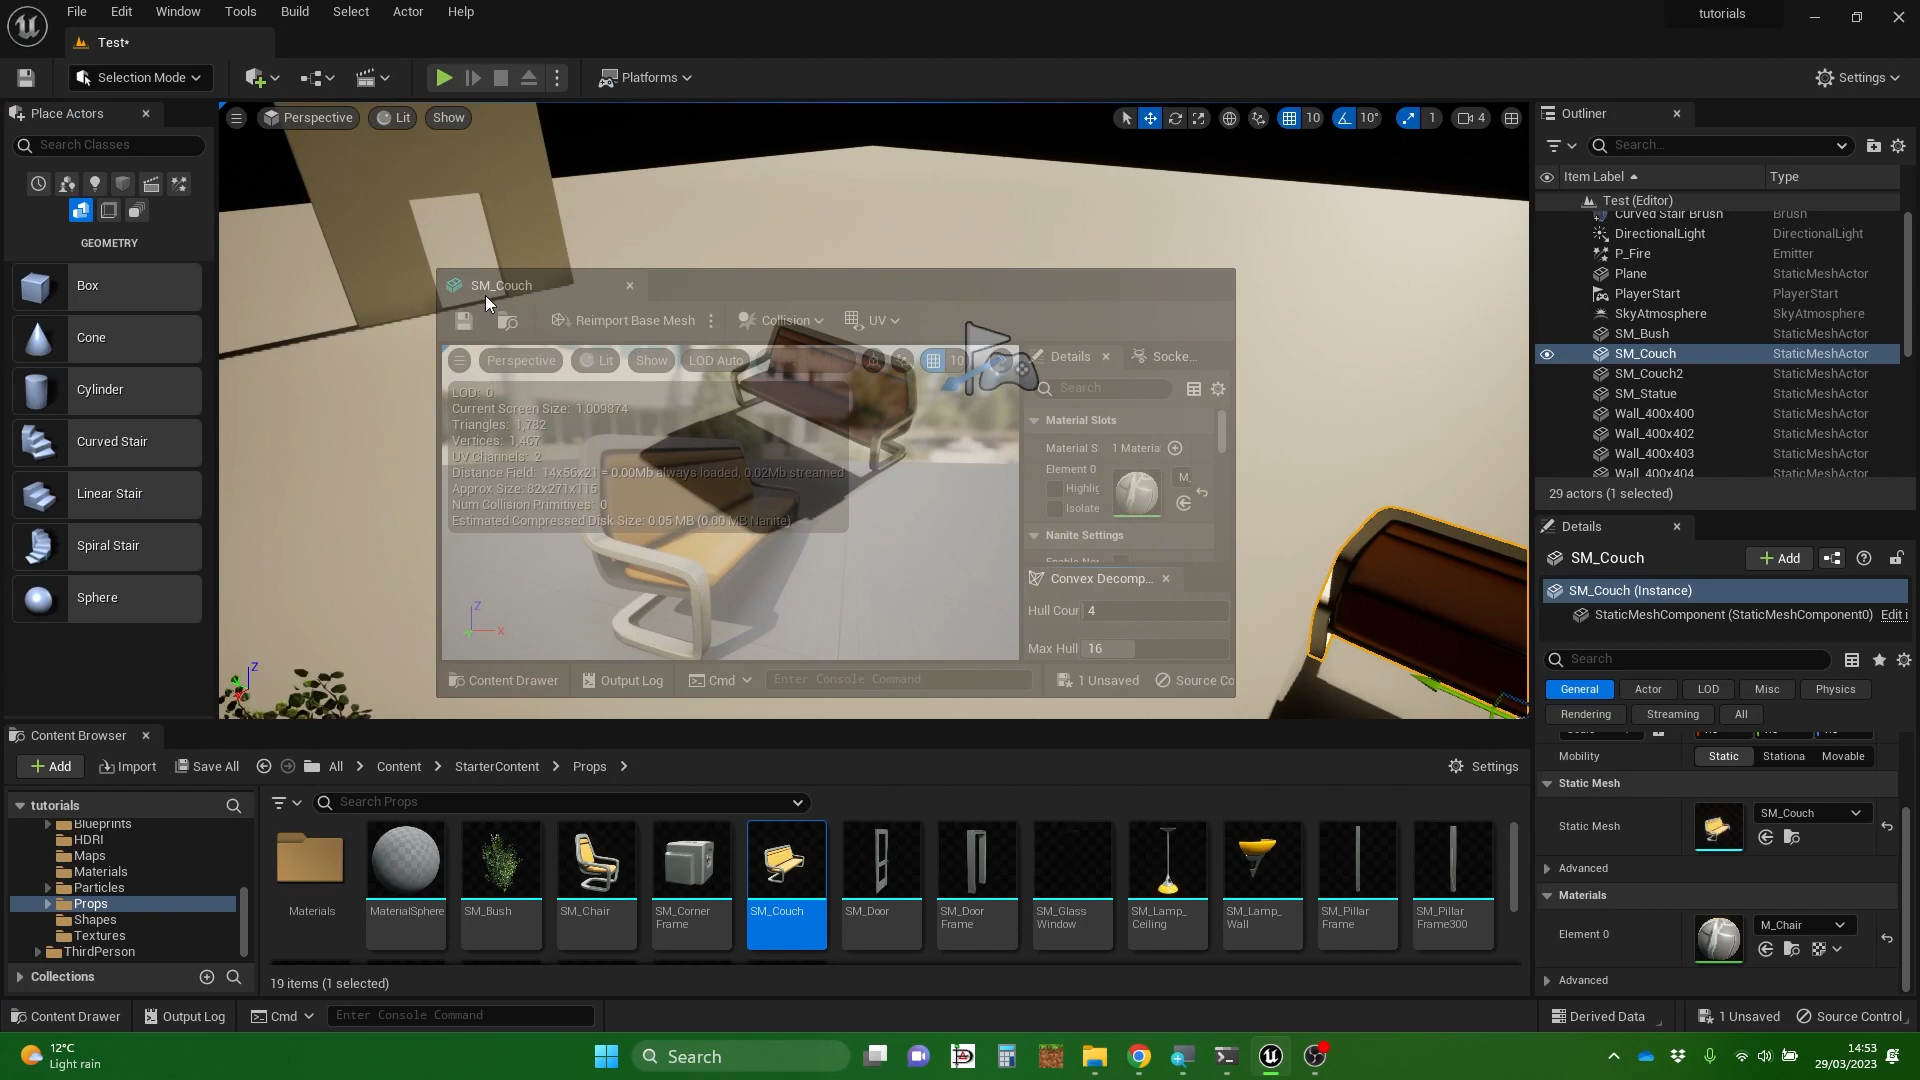 File Edit Window Tools Build Select Actor Help
tutorials
Test*
Selection Mode
Platforms
Settings
Place Actors
Search Classes
GEOMETRY
Box
Cone
Cylinder
Curved Stair
Linear Stair
Spiral Stair
Sphere
Perspective Lit Show
10 10° 1 4
SM_Couch
Reimport Base Mesh Collision UV
Perspective Lit Show LOD Auto 10
LOD: 0
Current Screen Size: 1.009874
Triangles: 1,782
Vertices: 1,467
UV Channels: 2
Distance Field: 14x56x21 = 0.00Mb always loaded, 0.02Mb streamed
Approx Size: 82x271x115
Num Collision Primitives: 0
Estimated Compressed Disk Size: 0.05 MB (0.00 MB Nanite)
Z
X
Details Socke...
Search
Material Slots
Material S 1 Materia
Element 0 M_
Highlig
Isolate
Nanite Settings
Convex Decomp...
Hull Cour 4
Max Hull 16
Content Drawer Output Log Cmd Enter Console Command 1 Unsaved Source Co
Z
Outliner
Search...
Item Label Type
Test (Editor)
Curved Stair Brush Brush
DirectionalLight DirectionalLight
P_Fire Emitter
Plane StaticMeshActor
PlayerStart PlayerStart
SkyAtmosphere SkyAtmosphere
SM_Bush StaticMeshActor
SM_Couch StaticMeshActor
SM_Couch2 StaticMeshActor
SM_Statue StaticMeshActor
Wall_400x400 StaticMeshActor
Wall_400x402 StaticMeshActor
Wall_400x403 StaticMeshActor
Wall_400x404 StaticMeshActor
29 actors (1 selected)
Details
SM_Couch Add
SM_Couch (Instance)
StaticMeshComponent (StaticMeshComponent0) Edit i
Search
General Actor LOD Misc Physics
Rendering Streaming All
Mobility Static Stationa Movable
Static Mesh
Static Mesh SM_Couch
Advanced
Materials
Element 0 M_Chair
Advanced
Content Browser
Add Import Save All All Content StarterContent Props Settings
tutorials
Blueprints
HDRI
Maps
Materials
Particles
Props
Shapes
Textures
ThirdPerson
Collections
Search Props
Materials
MaterialSphere
SM_Bush
SM_Chair
SM_Corner
Frame
SM_Couch
SM_Door
SM_Door
Frame
SM_Glass
Window
SM_Lamp_
Ceiling
SM_Lamp_
Wall
SM_Pillar
Frame
SM_Pillar
Frame300
19 items (1 selected)
Content Drawer Output Log Cmd Enter Console Command Derived Data 1 Unsaved Source Control
12°C
Light rain
Search
14:53
29/03/2023